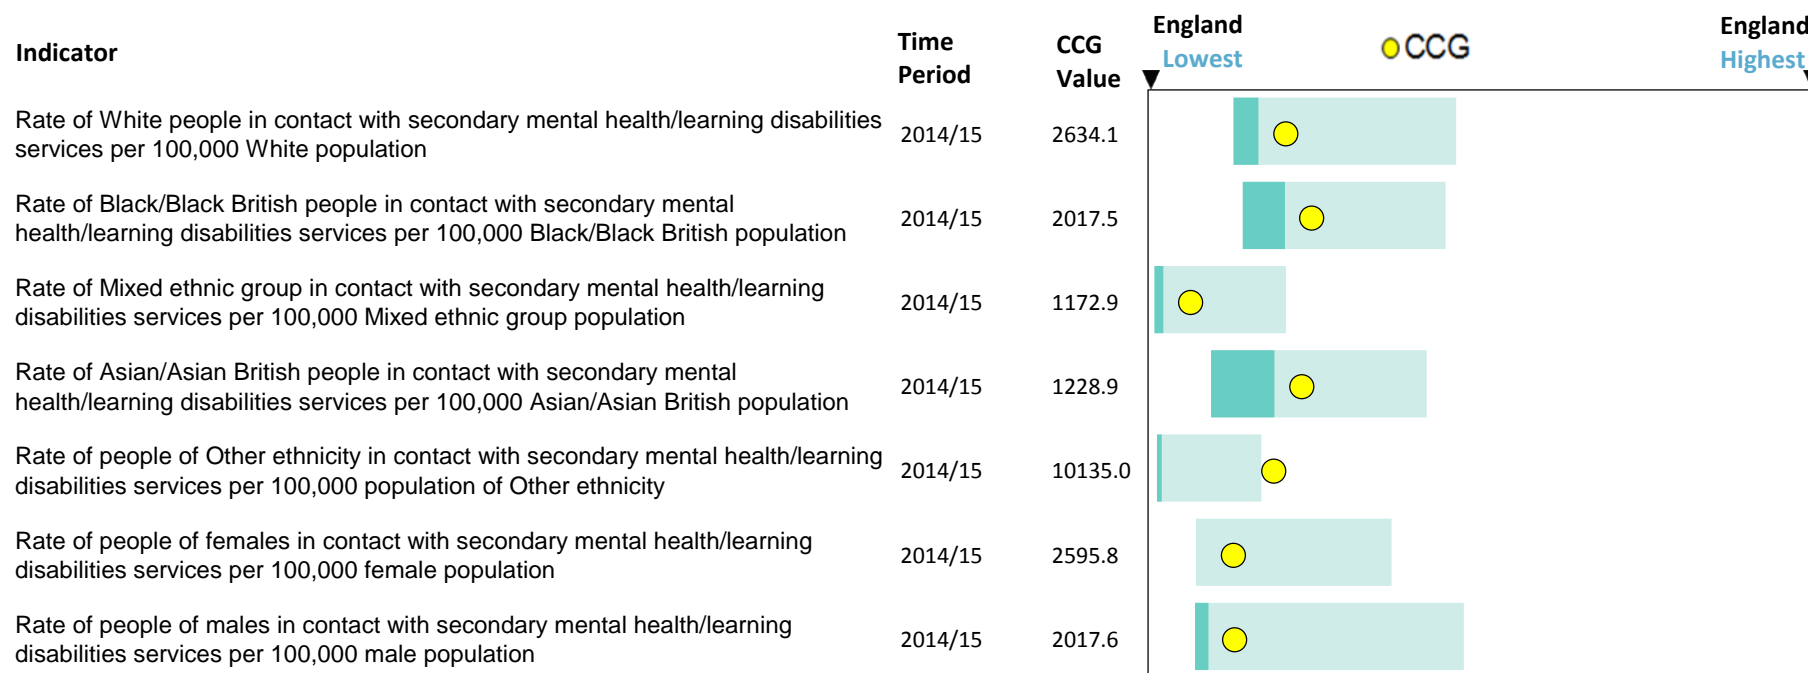 Indicator
Time
Period
CCG
Value
England
Lowest
CCG
England
Highest
Rate of White people in contact with secondary mental health/learning disabilities
services per 100,000 White population
2014/15
2634.1
Rate of Black/Black British people in contact with secondary mental
health/learning disabilities services per 100,000 Black/Black British population
2014/15
2017.5
Rate of Mixed ethnic group in contact with secondary mental health/learning
disabilities services per 100,000 Mixed ethnic group population
2014/15
1172.9
Rate of Asian/Asian British people in contact with secondary mental
health/learning disabilities services per 100,000 Asian/Asian British population
2014/15
1228.9
Rate of people of Other ethnicity in contact with secondary mental health/learning
disabilities services per 100,000 population of Other ethnicity
2014/15
10135.0
Rate of people of females in contact with secondary mental health/learning
disabilities services per 100,000 female population
2014/15
2595.8
Rate of people of males in contact with secondary mental health/learning
disabilities services per 100,000 male population
2014/15
2017.6